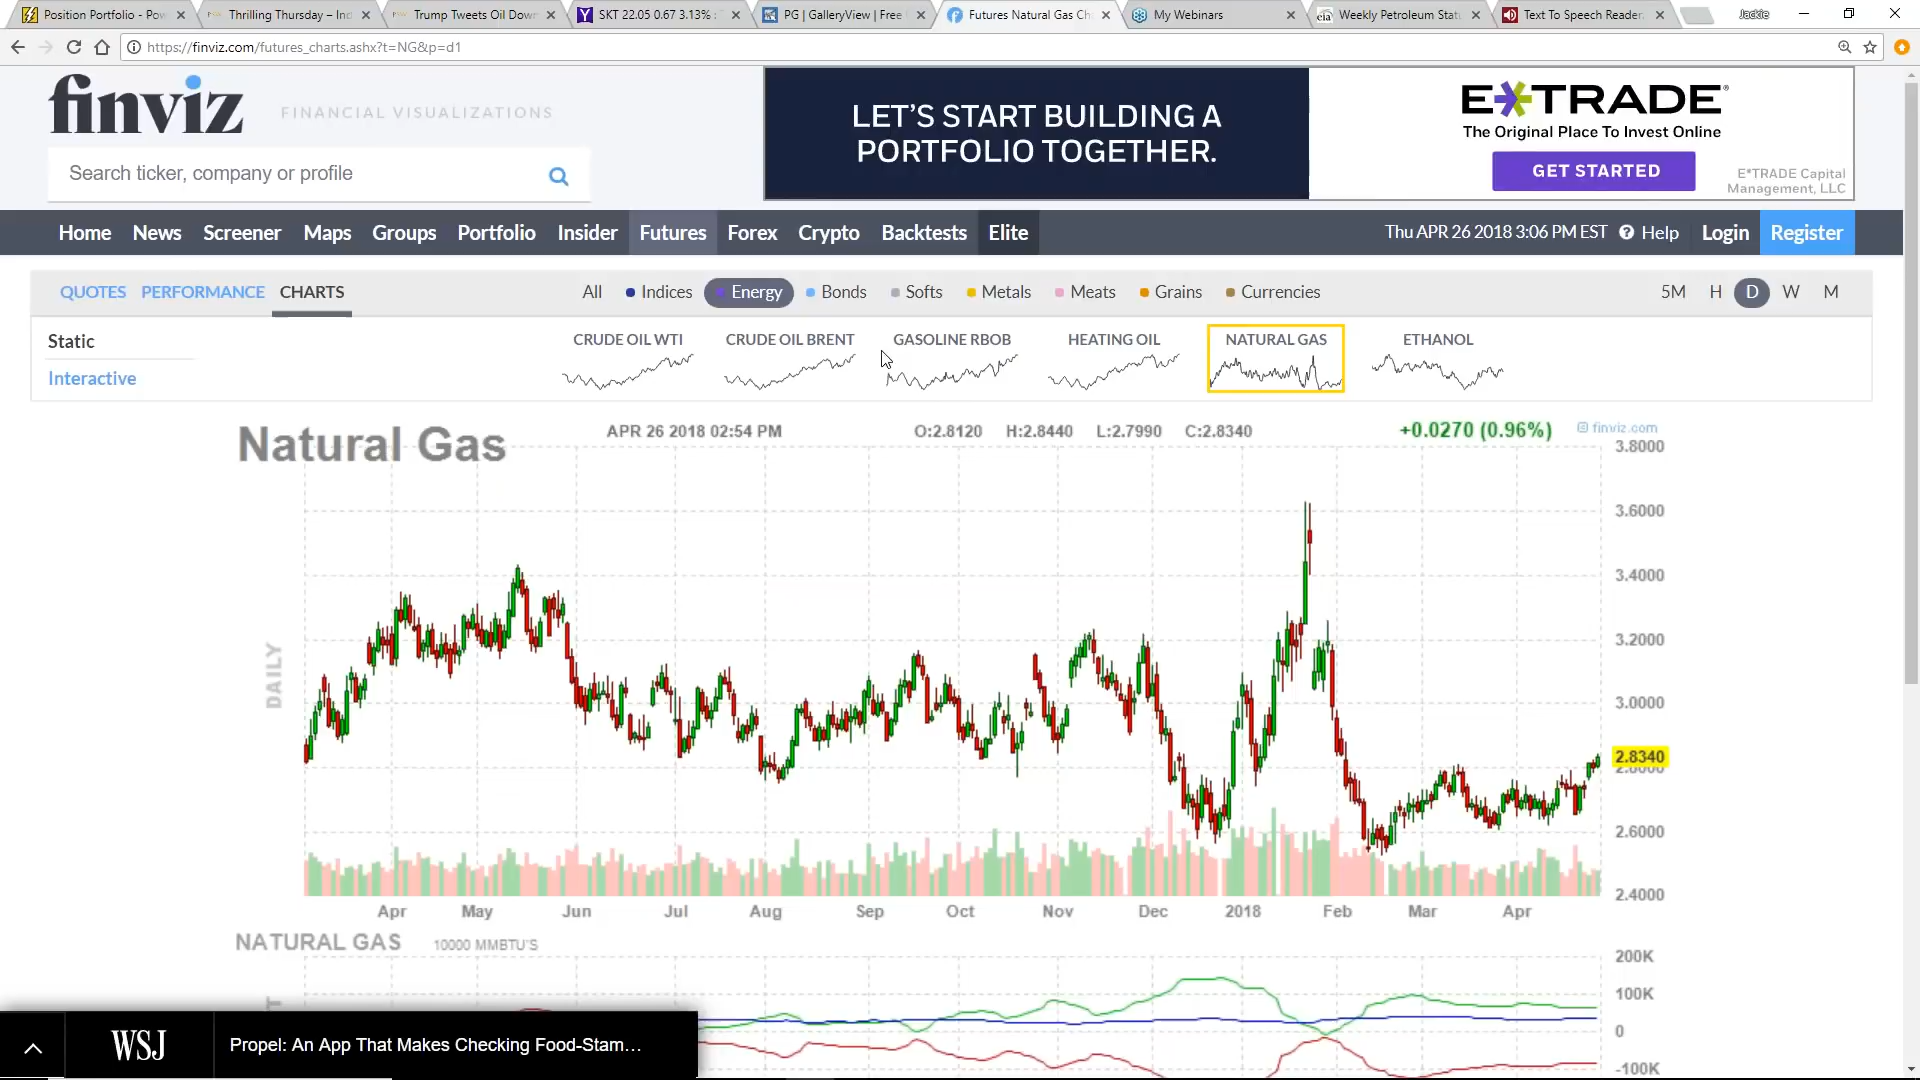 Position Portfolio - Pow
Thrilling Thursday – In
Trump Tweets Oil Down
SKT 22.05 0.67 3.13% : T
PG | GalleryView | Free
Futures Natural Gas Ch
My Webinars
Weekly Petroleum Stat
Text To Speech Reader
Jackie
https://finviz.com/futures_charts.ashx?t=NG&p=d1
finviz
FINANCIAL VISUALIZATIONS
Search ticker, company or profile
LET'S START BUILDING A
PORTFOLIO TOGETHER.
E*TRADE®
The Original Place To Invest Online
GET STARTED
E*TRADE Capital
Management, LLC
Home News Screener Maps Groups Portfolio Insider Futures Forex Crypto Backtests Elite
Thu APR 26 2018 3:06 PM EST ? Help Login Register
QUOTES PERFORMANCE CHARTS
All Indices Energy Bonds Softs Metals Meats Grains Currencies
5M H D W M
Static
Interactive
CRUDE OIL WTI CRUDE OIL BRENT GASOLINE RBOB HEATING OIL NATURAL GAS ETHANOL
Natural Gas
APR 26 2018 02:54 PM O:2.8120 H:2.8440 L:2.7990 C:2.8340
+0.0270 (0.96%)
© finviz.com
3.8000
3.6000
3.4000
3.2000
3.0000
2.8340
2.8000
2.6000
2.4000
DAILY
Apr May Jun Jul Aug Sep Oct Nov Dec 2018 Feb Mar Apr
NATURAL GAS 10000 MMBTU'S
200K
100K
0
-100K
WSJ
Propel: An App That Makes Checking Food-Stam...